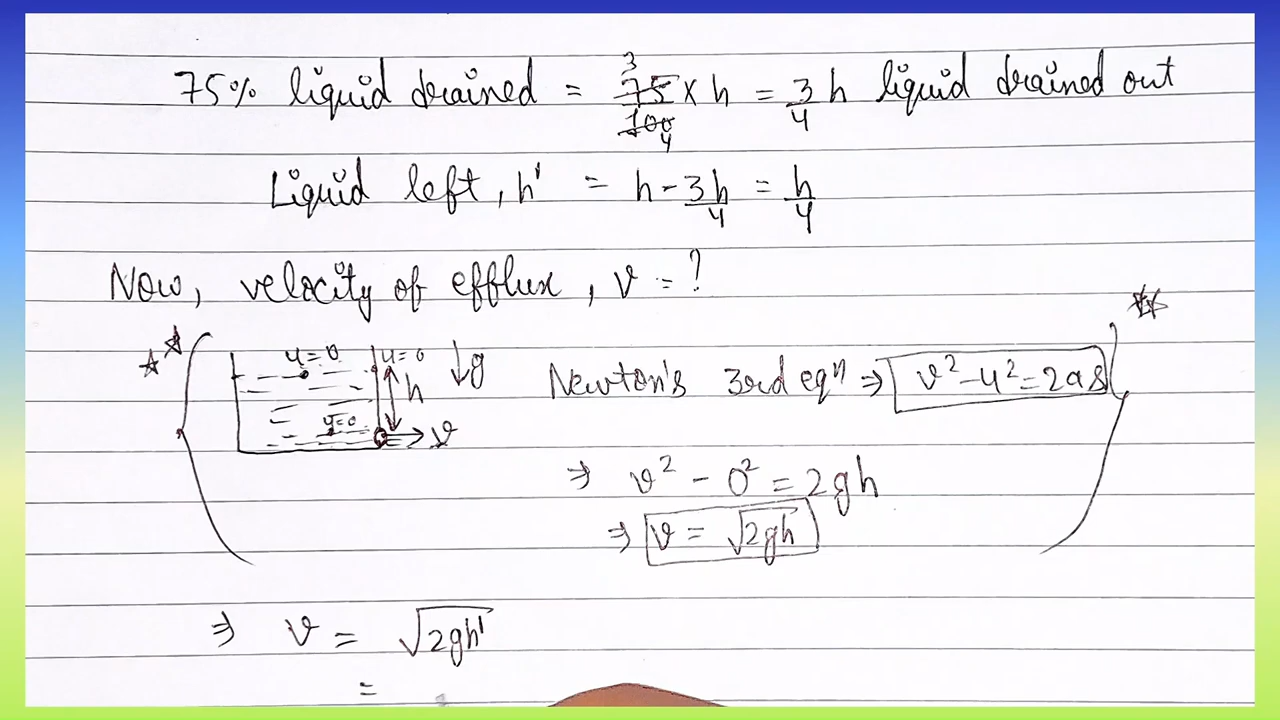 75% liquid drained = 3 75/100 4 × h = 3/4 h liquid drained out
Liquid left, h' = h - 3h/4 = h/4
Now, velocity of efflux, v = ?
u=0 u=0 ↓g
h
u=0 → v
Newton's 3rd eqⁿ ⇒ v² - u² = 2as
⇒ v² - 0² = 2gh
⇒ v = √2gh
⇒ v = √2gh'
=